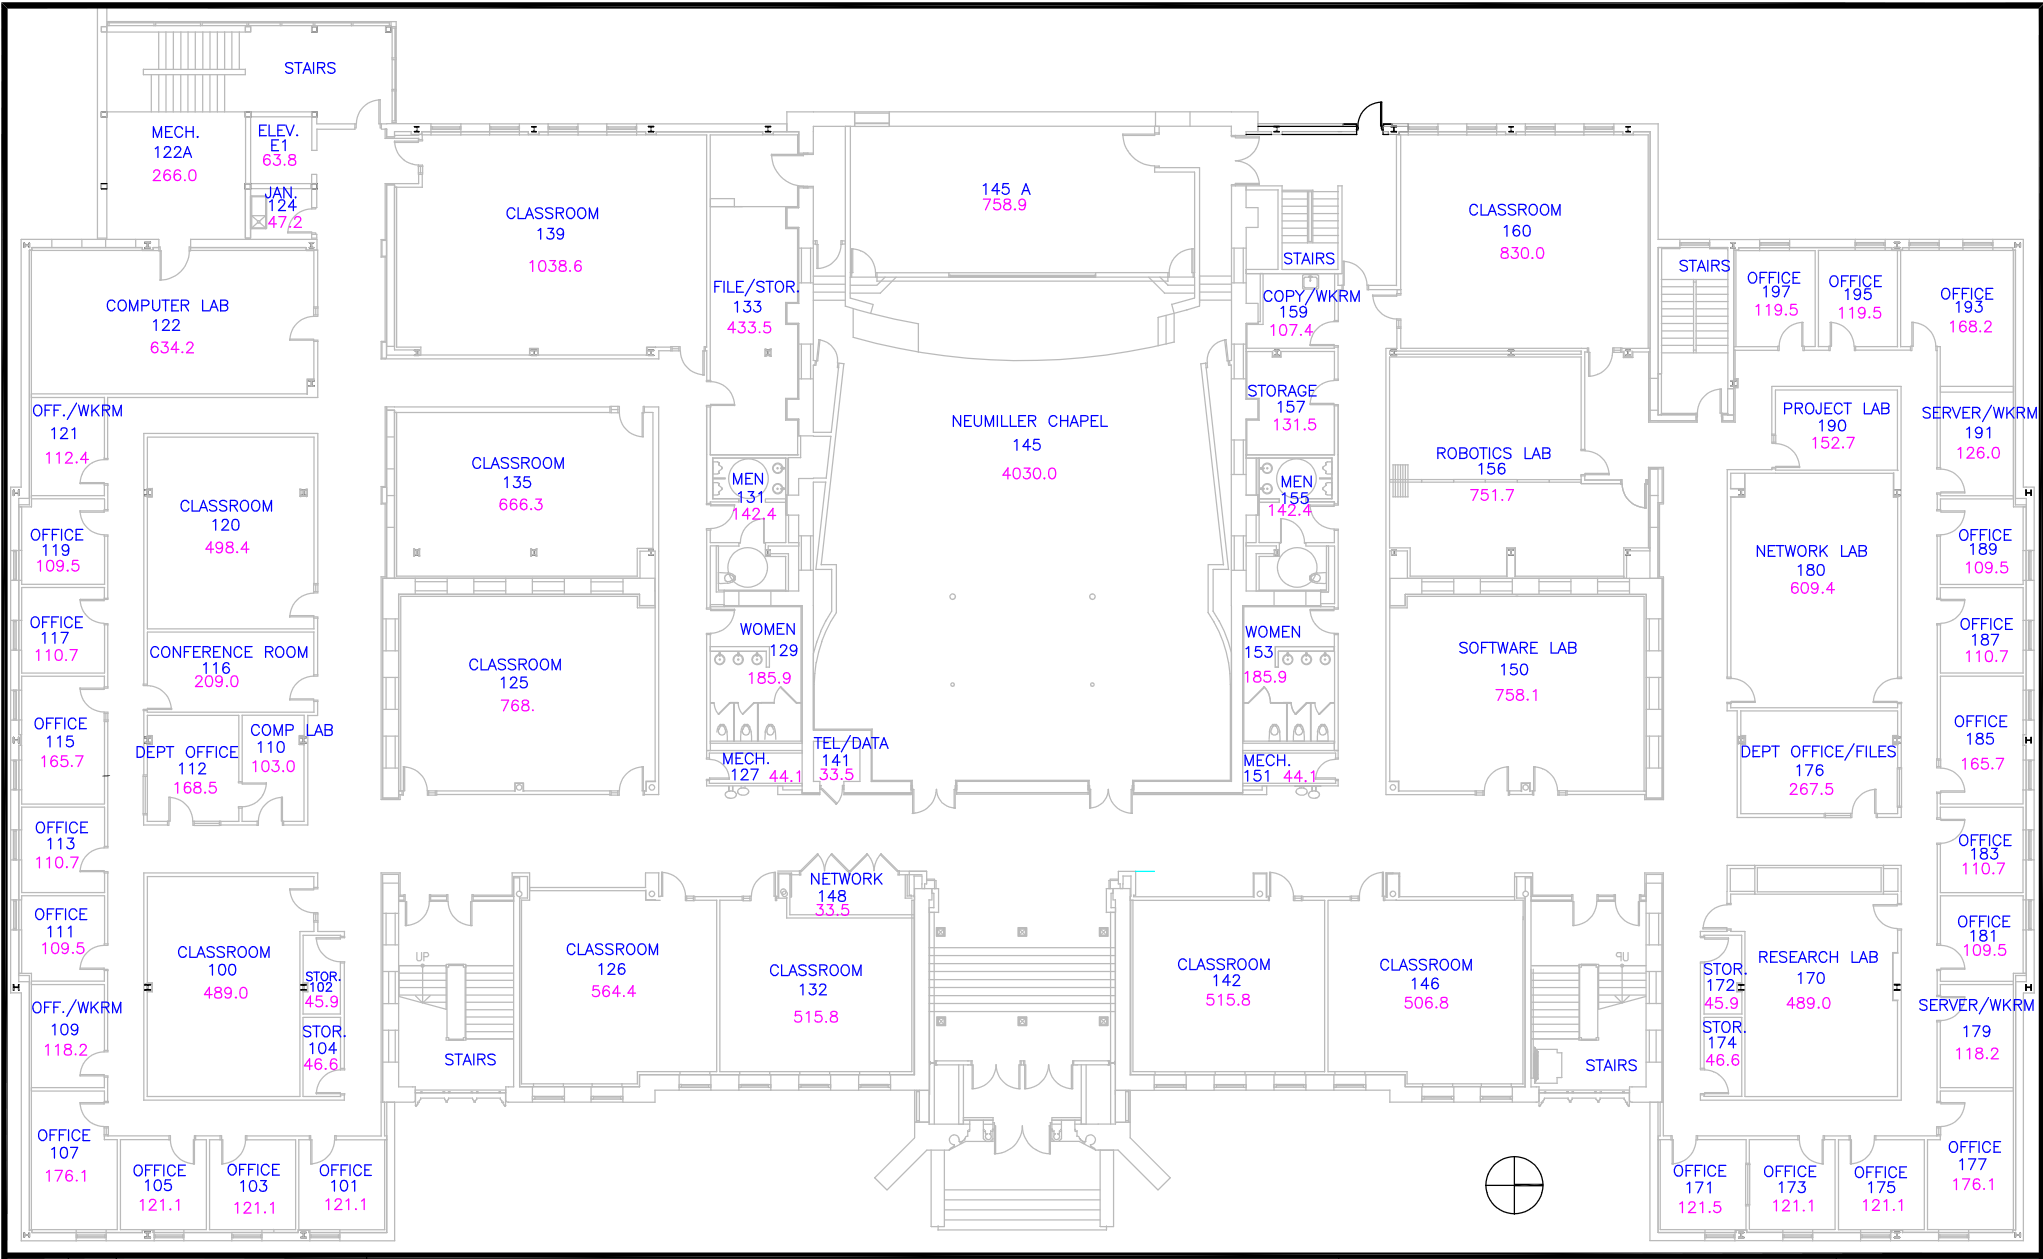 STAIRS
MECH.
122A
266.0
ELEV.
E1
63.8
JAN.
124
47.2
COMPUTER LAB
122
634.2
OFF./WKRM
121
112.4
OFFICE
119
109.5
OFFICE
117
110.7
OFFICE
115
165.7
OFFICE
113
110.7
OFFICE
111
109.5
OFF./WKRM
109
118.2
OFFICE
107
176.1
OFFICE
105
121.1
OFFICE
103
121.1
OFFICE
101
121.1
CLASSROOM
120
498.4
CONFERENCE ROOM
116
209.0
DEPT OFFICE
112
168.5
COMP LAB
110
103.0
CLASSROOM
100
489.0
STOR.
102
45.9
STOR.
104
46.6
CLASSROOM
139
1038.6
CLASSROOM
135
666.3
CLASSROOM
125
768.
UP
STAIRS
CLASSROOM
126
564.4
CLASSROOM
132
515.8
NETWORK
148
33.5
FILE/STOR.
133
433.5
MEN
131
142.4
WOMEN
129
185.9
MECH.
127
44.1
TEL/DATA
141
33.5
145 A
758.9
NEUMILLER CHAPEL
145
4030.0
STAIRS
COPY/WKRM
159
107.4
STORAGE
157
131.5
MEN
155
142.4
WOMEN
153
185.9
MECH.
151
44.1
CLASSROOM
160
830.0
ROBOTICS LAB
156
751.7
SOFTWARE LAB
150
758.1
CLASSROOM
142
515.8
CLASSROOM
146
506.8
UP
STAIRS
STAIRS
OFFICE
197
119.5
OFFICE
195
119.5
OFFICE
193
168.2
PROJECT LAB
190
152.7
SERVER/WKRM
191
126.0
NETWORK LAB
180
609.4
OFFICE
189
109.5
OFFICE
187
110.7
OFFICE
185
165.7
DEPT OFFICE/FILES
176
267.5
OFFICE
183
110.7
OFFICE
181
109.5
RESEARCH LAB
170
489.0
STOR.
172
45.9
STOR.
174
46.6
SERVER/WKRM
179
118.2
OFFICE
177
176.1
OFFICE
171
121.5
OFFICE
173
121.1
OFFICE
175
121.1